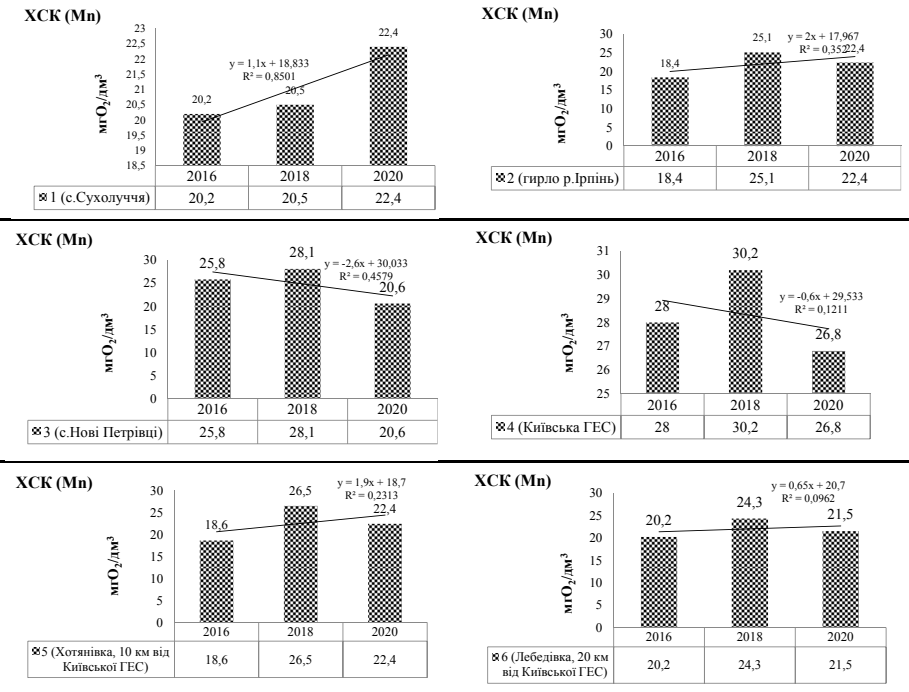 ХСК (Mn)
мгО₂/дм³
23
22,5
22
21,5
21
20,5
20
19,5
19
18,5
20,2
20,5
22,4
y = 1,1x + 18,833
R² = 0,8501
2016 2018 2020
1 (с.Сухолуччя) 20,2 20,5 22,4
ХСК (Mn)
мгО₂/дм³
30
25
20
15
10
5
0
18,4
25,1
22,4
y = 2x + 17,967
R² = 0,352
2016 2018 2020
2 (гирло р.Ірпінь) 18,4 25,1 22,4
ХСК (Mn)
мгО₂/дм³
30
25
20
15
10
5
0
25,8
28,1
20,6
y = -2,6x + 30,033
R² = 0,4579
2016 2018 2020
3 (с.Нові Петрівці) 25,8 28,1 20,6
ХСК (Mn)
мгО₂/дм³
31
30
29
28
27
26
25
28
30,2
26,8
y = -0,6x + 29,533
R² = 0,1211
2016 2018 2020
4 (Київська ГЕС) 28 30,2 26,8
ХСК (Mn)
мгО₂/дм³
30
25
20
15
10
5
0
18,6
26,5
22,4
y = 1,9x + 18,7
R² = 0,2313
2016 2018 2020
5 (Хотянівка, 10 км від
Київської ГЕС) 18,6 26,5 22,4
ХСК (Mn)
мгО₂/дм³
30
25
20
15
10
5
0
20,2
24,3
21,5
y = 0,65x + 20,7
R² = 0,0962
2016 2018 2020
6 (Лебедівка, 20 км
від Київської ГЕС) 20,2 24,3 21,5